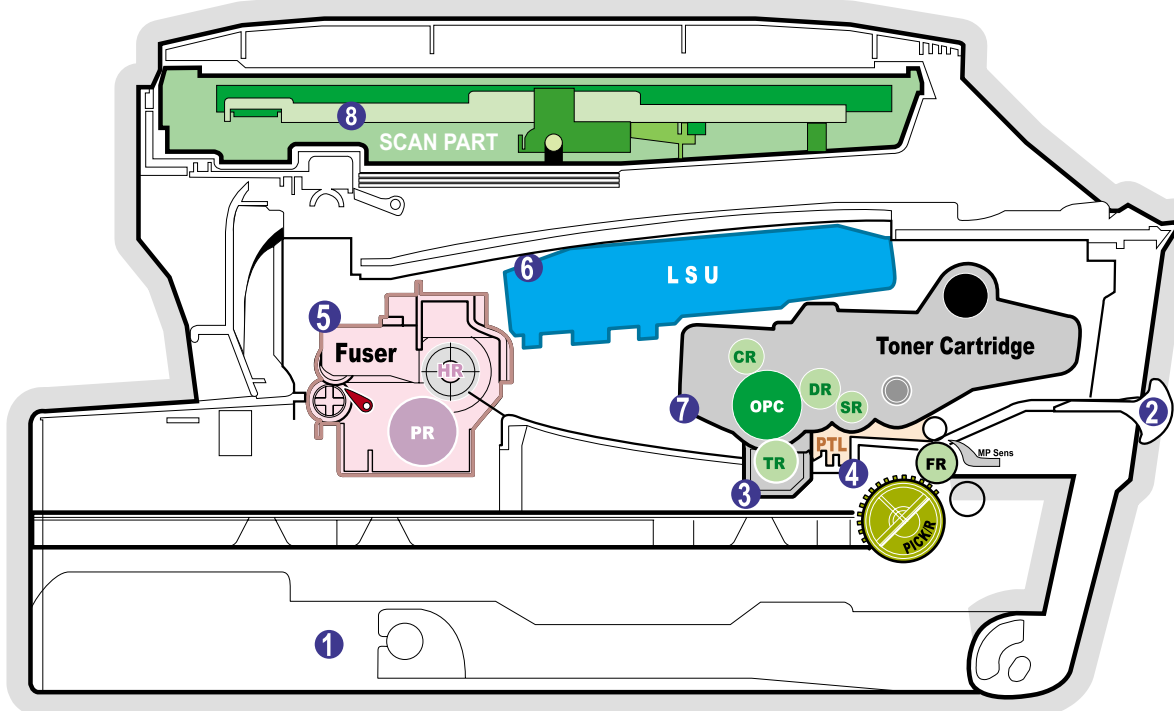 8
SCAN PART
6
L S U
5
Fuser
HR
PR
Toner Cartridge
CR
DR
SR
OPC
7
2
PTL
TR
MP Sens
FR
4
3
PICK/R
1